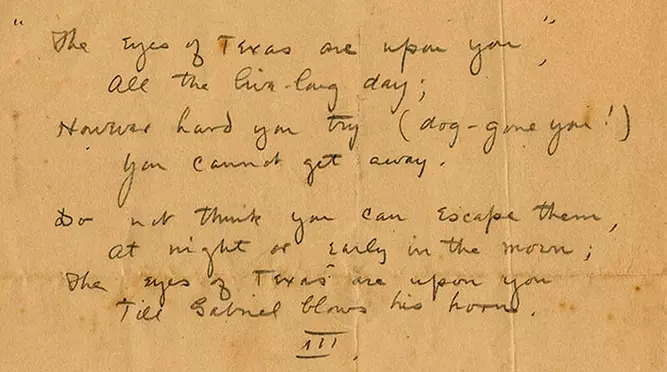 "The Eyes of Texas are upon you",
All the live-long day;
However hard you try (dog-gone you!)
You cannot get away.
Do not think you can escape them,
At night or early in the morn;
The eyes of Texas are upon you
Till Gabriel blows his horn.
III.